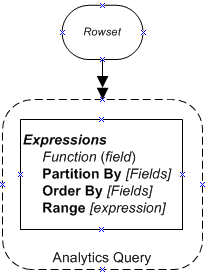 Rowset
Expressions
Function (field)
Partition By [Fields]
Order By [Fields]
Range [expression]
Analytics Query